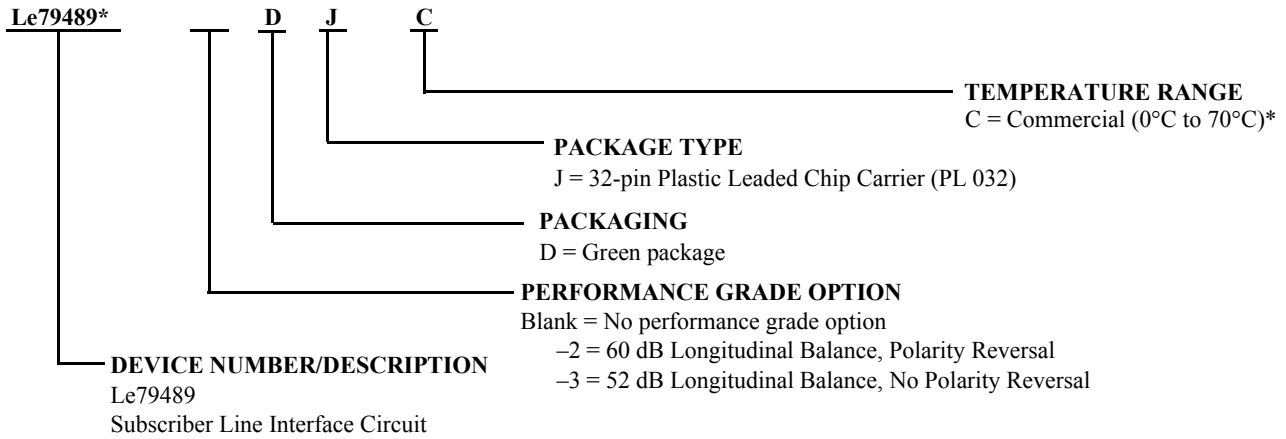 Le79489* D J C
TEMPERATURE RANGE
C = Commercial (0°C to 70°C)*
PACKAGE TYPE
J = 32-pin Plastic Leaded Chip Carrier (PL 032)
PACKAGING
D = Green package
PERFORMANCE GRADE OPTION
Blank = No performance grade option
–2 = 60 dB Longitudinal Balance, Polarity Reversal
–3 = 52 dB Longitudinal Balance, No Polarity Reversal
DEVICE NUMBER/DESCRIPTION
Le79489
Subscriber Line Interface Circuit